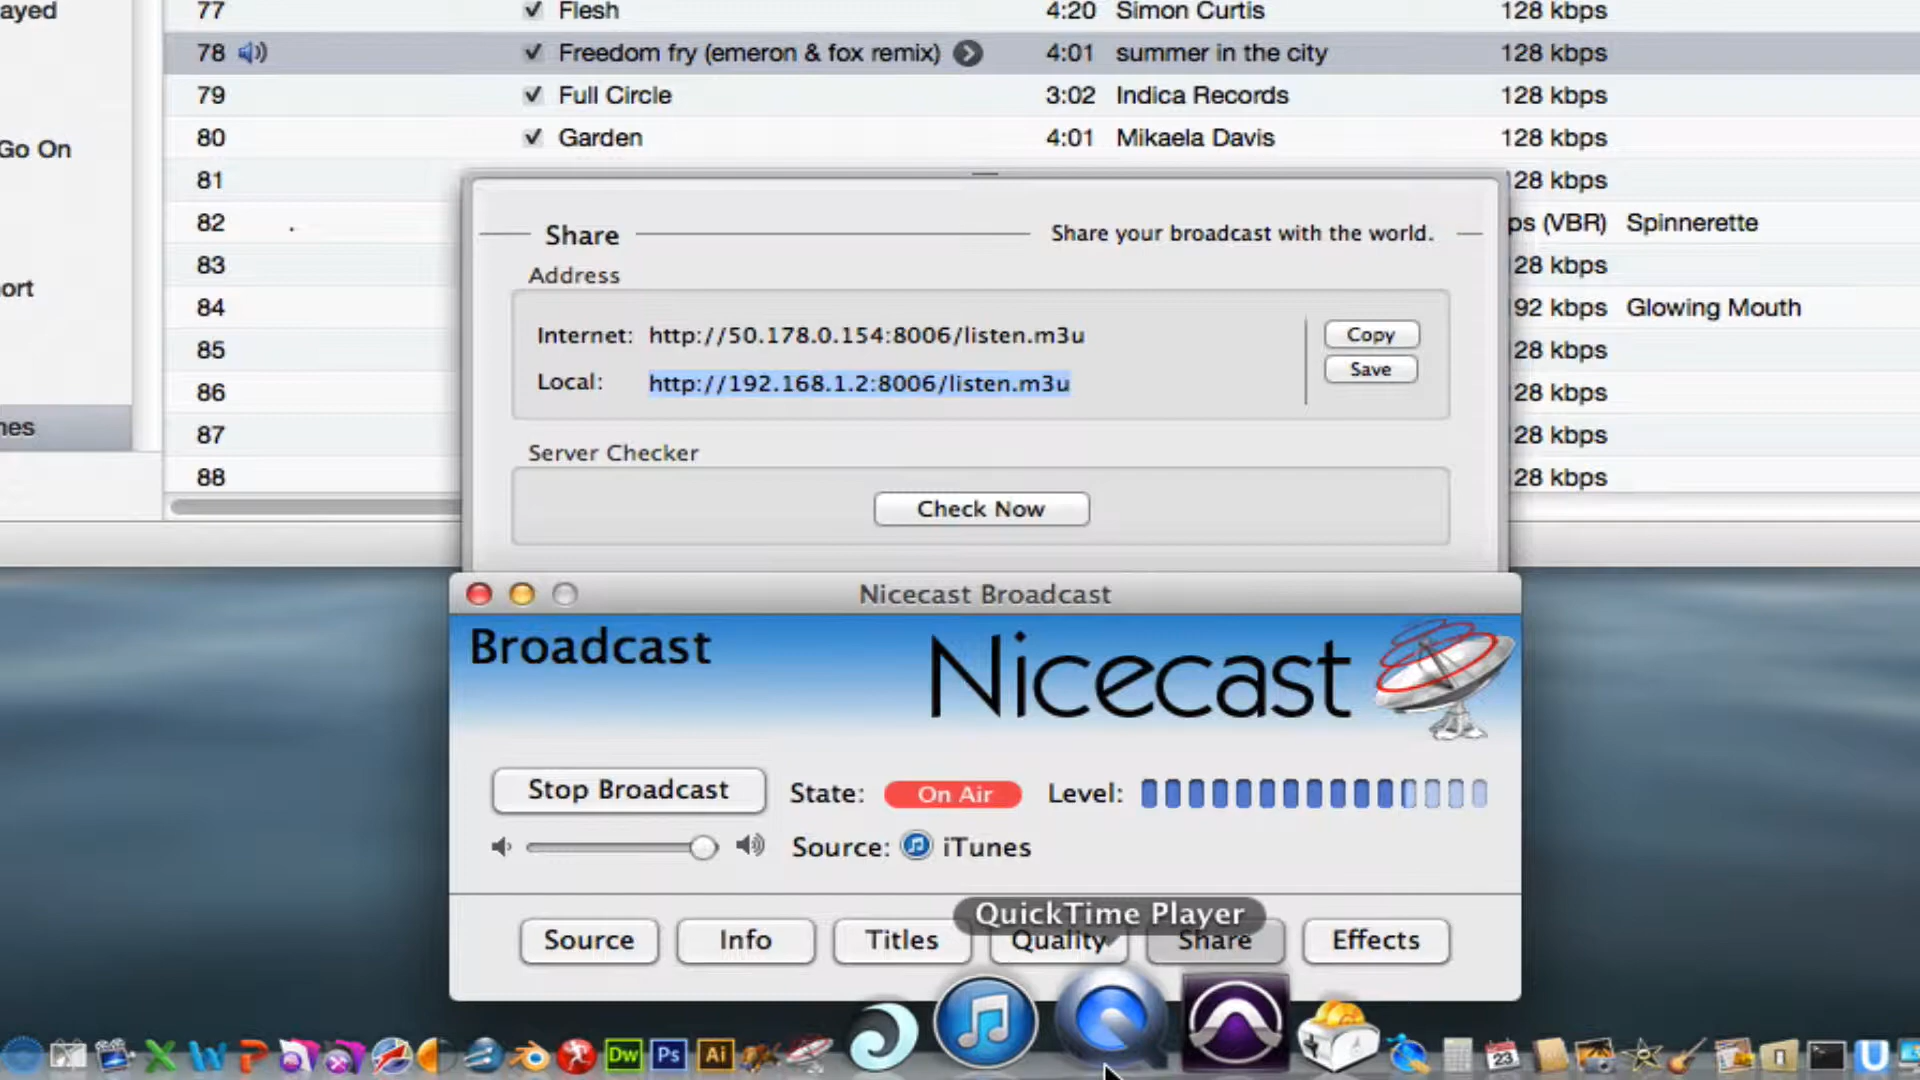 ayed 77 ✓ Flesh 4:20 Simon Curtis 128 kbps
78 ✓ Freedom fry (emeron & fox remix) 4:01 summer in the city 128 kbps
79 ✓ Full Circle 3:02 Indica Records 128 kbps
Go On 80 ✓ Garden 4:01 Mikaela Davis 128 kbps
81 28 kbps
82 ps (VBR) Spinnerette
83 28 kbps
ort 84 92 kbps Glowing Mouth
85 28 kbps
86 28 kbps
nes 87 28 kbps
88 28 kbps
Share Share your broadcast with the world.
Address
Internet: http://50.178.0.154:8006/listen.m3u Copy
Local: http://192.168.1.2:8006/listen.m3u Save
Server Checker
Check Now
Nicecast Broadcast
Broadcast Nicecast
Stop Broadcast State: On Air Level:
Source: iTunes
QuickTime Player
Source Info Titles Quality Share Effects
Dw Ps Ai 23 U